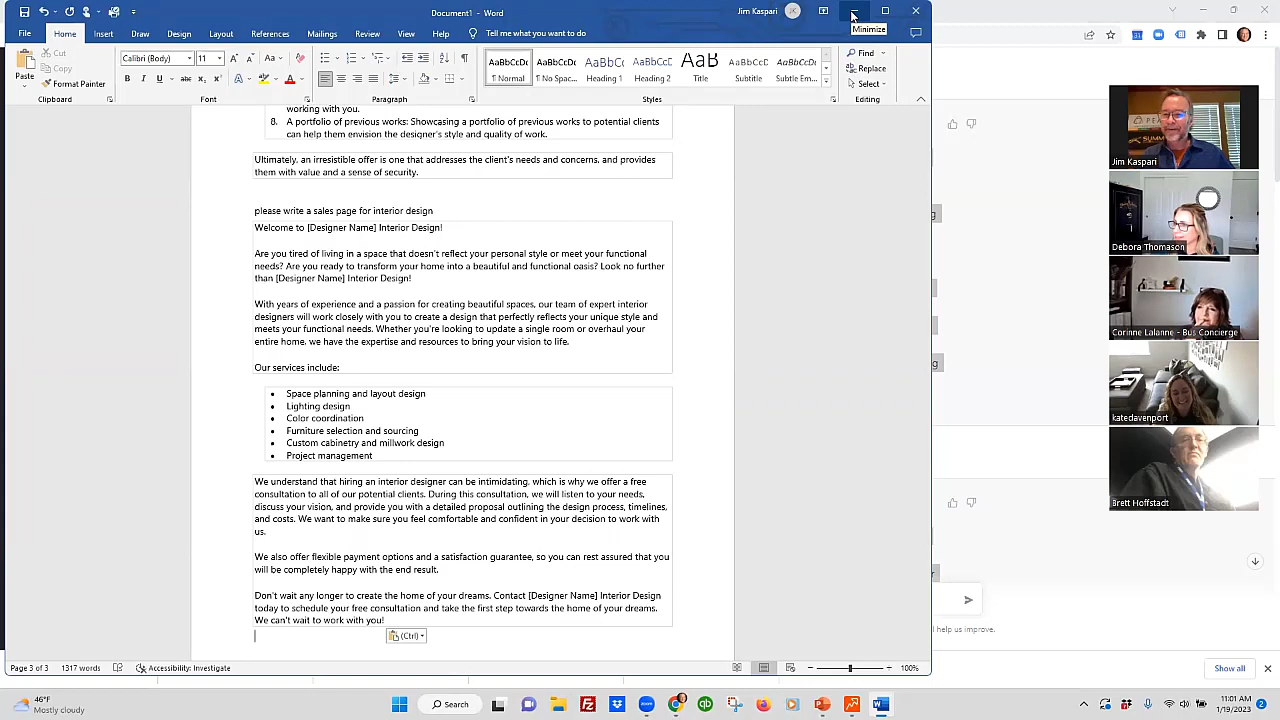 Document1 - Word
Jim Kaspari
JK
Minimize
File
Home
Insert
Draw
Design
Layout
References
Mailings
Review
View
Help
Tell me what you want to do
Paste
Cut
Copy
Format Painter
Clipboard
Calibri (Body)
11
Font
Paragraph
AaBbCcDc
¶ Normal
AaBbCcDc
¶ No Spac...
AaBbCc
Heading 1
AaBbCcD
Heading 2
AaB
Title
AaBbCcD
Subtitle
AaBbCcDc
Subtle Em...
Styles
Find
Replace
Select
Editing
working with you.
8. A portfolio of previous works: Showcasing a portfolio of previous works to potential clients
can help them envision the designer's style and quality of work.
Ultimately, an irresistible offer is one that addresses the client's needs and concerns, and provides
them with value and a sense of security.
please write a sales page for interior design
Welcome to [Designer Name] Interior Design!
Are you tired of living in a space that doesn't reflect your personal style or meet your functional
needs? Are you ready to transform your home into a beautiful and functional oasis? Look no further
than [Designer Name] Interior Design!
With years of experience and a passion for creating beautiful spaces, our team of expert interior
designers will work closely with you to create a design that perfectly reflects your unique style and
meets your functional needs. Whether you're looking to update a single room or overhaul your
entire home, we have the expertise and resources to bring your vision to life.
Our services include:
• Space planning and layout design
• Lighting design
• Color coordination
• Furniture selection and sourcing
• Custom cabinetry and millwork design
• Project management
We understand that hiring an interior designer can be intimidating, which is why we offer a free
consultation to all of our potential clients. During this consultation, we will listen to your needs,
discuss your vision, and provide you with a detailed proposal outlining the design process, timelines,
and costs. We want to make sure you feel comfortable and confident in your decision to work with
us.
We also offer flexible payment options and a satisfaction guarantee, so you can rest assured that you
will be completely happy with the end result.
Don't wait any longer to create the home of your dreams. Contact [Designer Name] Interior Design
today to schedule your free consultation and take the first step towards the home of your dreams.
We can't wait to work with you!
(Ctrl)
Page 3 of 3
1317 words
Accessibility: Investigate
100%
Jim Kaspari
Debora Thomason
Corinne Lalanne - Bus Concierge
katedavenport
Brett Hoffstadt
help us improve.
Show all
46°F
Mostly cloudy
Search
11:01 AM
1/19/2023